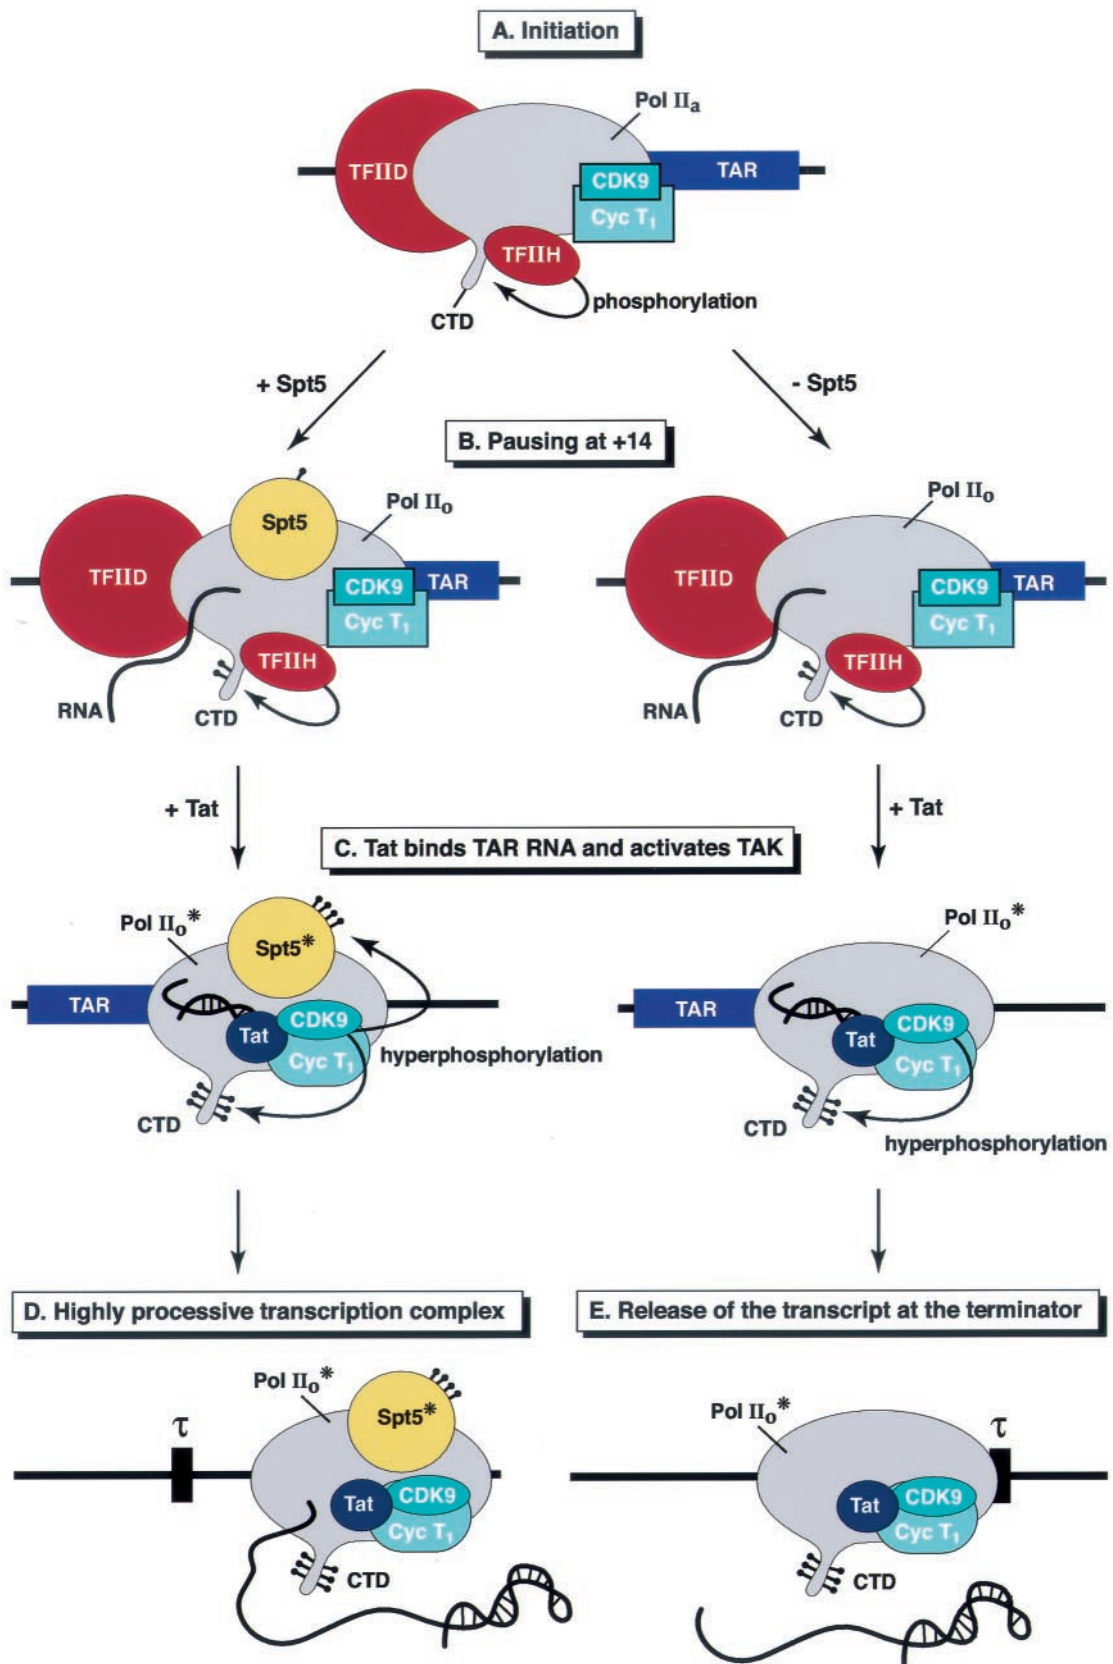 A. Initiation
Pol IIa
TFIID
CDK9
TAR
Cyc T1
TFIIH
phosphorylation
CTD
+ Spt5
- Spt5
B. Pausing at +14
Spt5
Pol IIo
TFIID
CDK9
TAR
Cyc T1
TFIIH
RNA
CTD
Pol IIo
TFIID
CDK9
TAR
Cyc T1
TFIIH
RNA
CTD
+ Tat
+ Tat
C. Tat binds TAR RNA and activates TAK
Pol IIo*
Spt5*
TAR
Tat
CDK9
Cyc T1
hyperphosphorylation
CTD
Pol IIo*
TAR
Tat
CDK9
Cyc T1
CTD
hyperphosphorylation
D. Highly processive transcription complex
E. Release of the transcript at the terminator
Pol IIo*
Spt5*
τ
Tat
CDK9
Cyc T1
CTD
Pol IIo*
τ
Tat
CDK9
Cyc T1
CTD